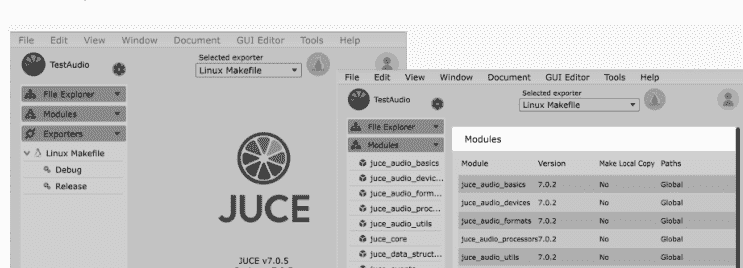 File Edit View Window Document GUI Editor Tools Help
TestAudio
Selected exporter
Linux Makefile
File Explorer
Modules
Exporters
Linux Makefile
Debug
Release
JUCE
JUCE v7.0.5
File Edit View Window Document GUI Editor Tools Help
TestAudio
Selected exporter
Linux Makefile
File Explorer
Modules
juce_audio_basics
juce_audio_devic...
juce_audio_form...
juce_audio_proc...
juce_audio_utils
juce_core
juce_data_struct...
Modules
Module Version Make Local Copy Paths
juce_audio_basics 7.0.2 No Global
juce_audio_devices 7.0.2 No Global
juce_audio_formats 7.0.2 No Global
juce_audio_processors 7.0.2 No Global
juce_audio_utils 7.0.2 No Global